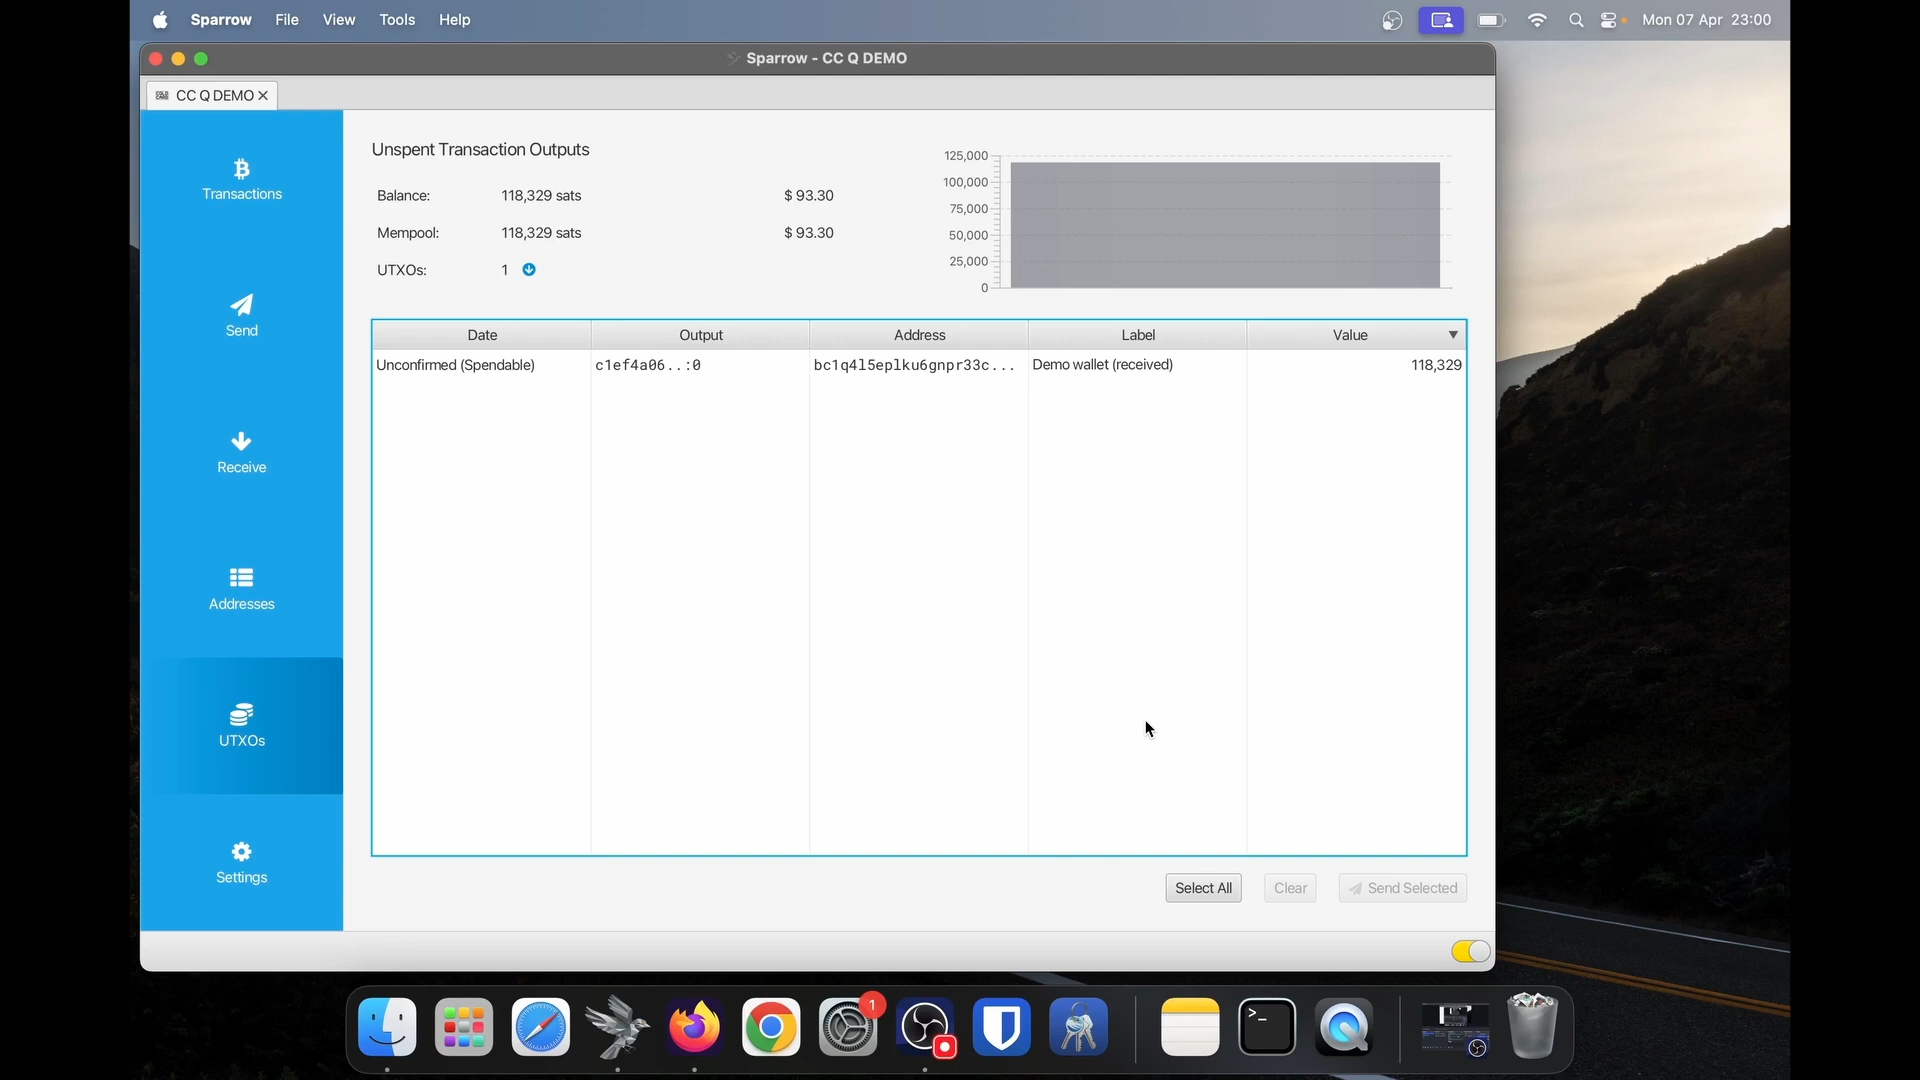 Sparrow File View Tools Help Mon 07 Apr 23:00
Sparrow - CC Q DEMO
CC Q DEMO
Transactions
Send
Receive
Addresses
UTXOs
Settings
Unspent Transaction Outputs
Balance: 118,329 sats $ 93.30
Mempool: 118,329 sats $ 93.30
UTXOs: 1
125,000
100,000
75,000
50,000
25,000
0
Date Output Address Label Value
Unconfirmed (Spendable) c1ef4a06..:0 bc1q4l5eplku6gnpr33c... Demo wallet (received) 118,329
Select All Clear Send Selected
1
>_